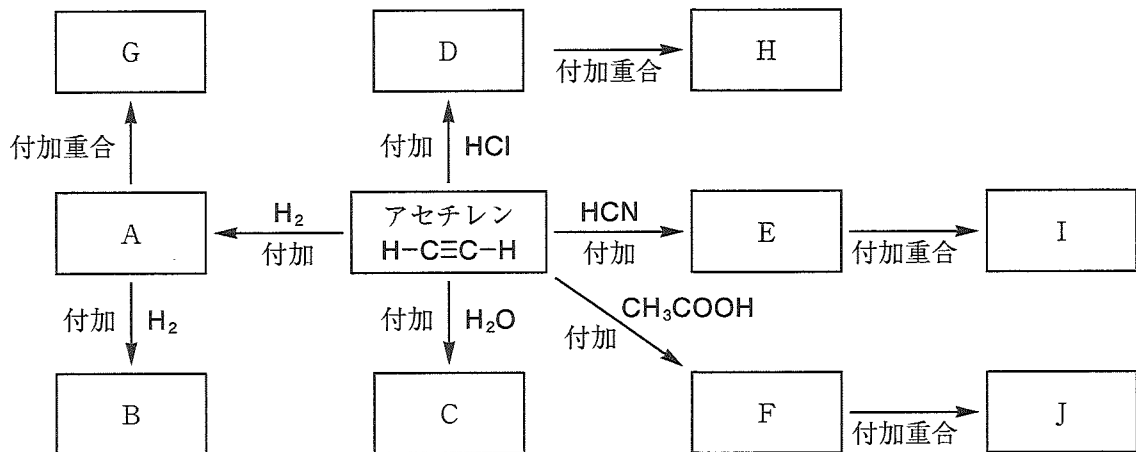 G
D
付加重合
H
付加重合
付加
HCl
A
H₂
付加
アセチレン
H-C≡C-H
HCN
付加
E
付加重合
I
付加
H₂
付加
H₂O
CH₃COOH
付加
B
C
F
付加重合
J